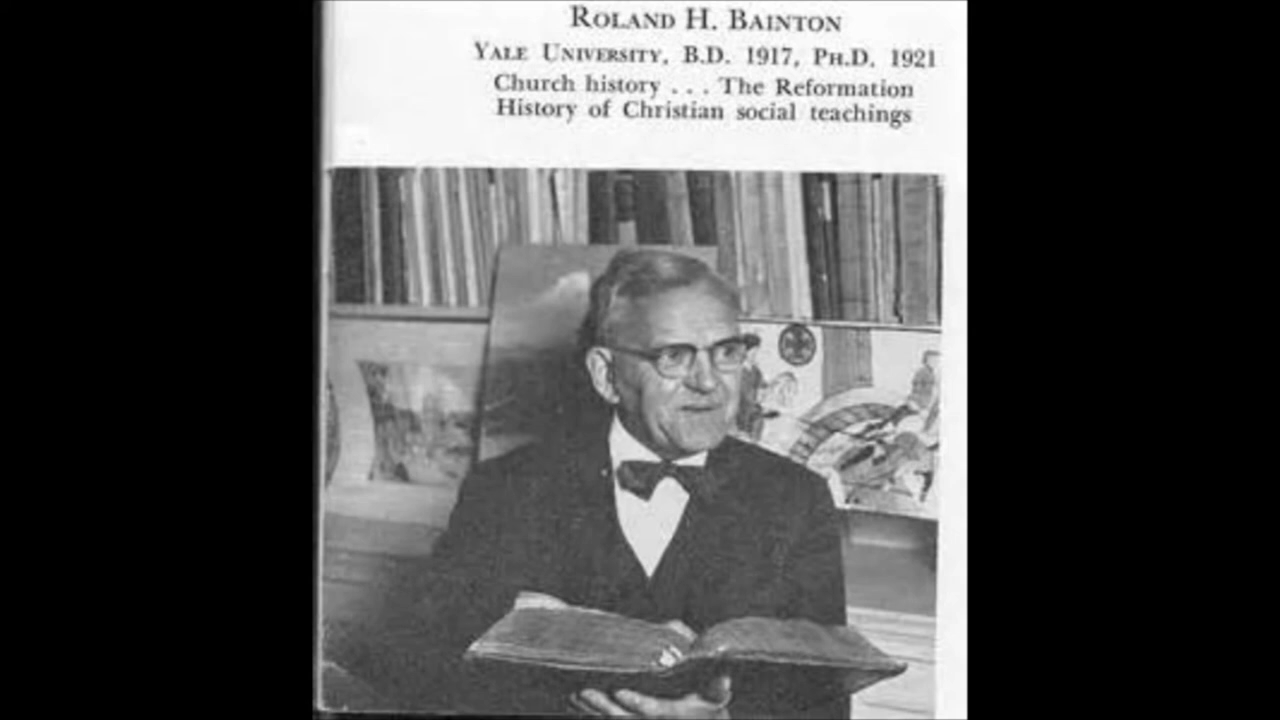 ROLAND H. BAINTON
YALE UNIVERSITY, B.D. 1917, PH.D. 1921
Church history . . . The Reformation
History of Christian social teachings